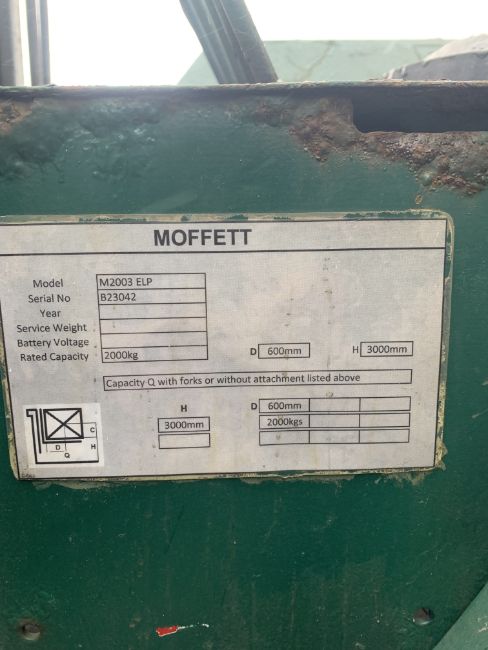 MOFFETT
Model M2003 ELP
Serial No B23042
Year
Service Weight
Battery Voltage
Rated Capacity 2000kg D 600mm H 3000mm
Capacity Q with forks or without attachment listed above
H D 600mm
3000mm 2000kgs
C
D H
Q